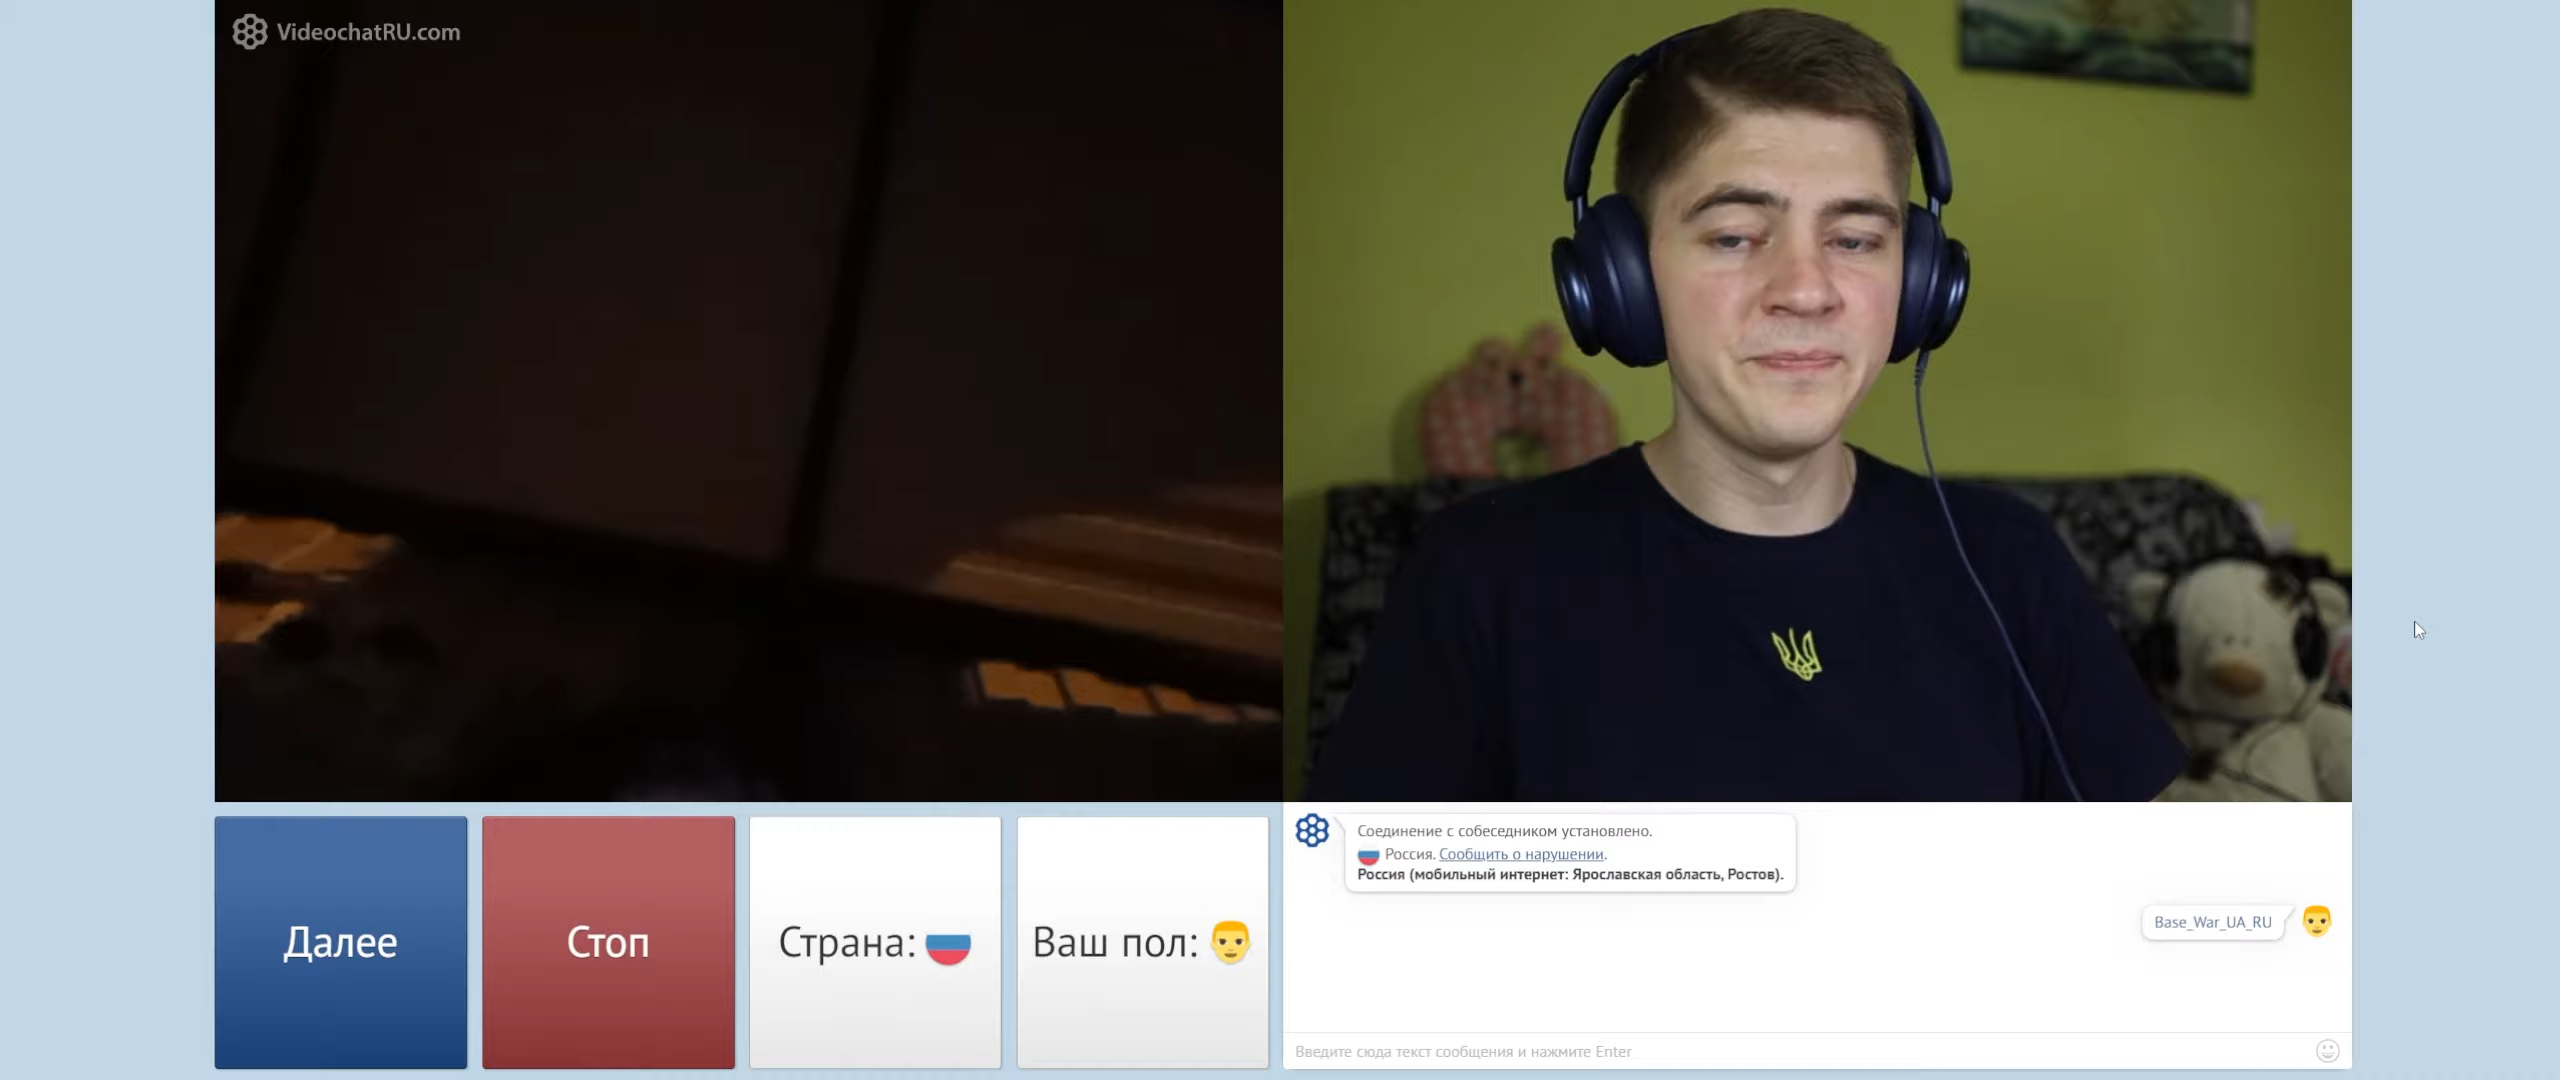 VideochatRU.com
Далее
Стоп
Страна:
Ваш пол:
Соединение с собеседником установлено.
Россия. Сообщить о нарушении.
Россия (мобильный интернет: Ярославская область, Ростов).
Base_War_UA_RU
Введите сюда текст сообщения и нажмите Enter